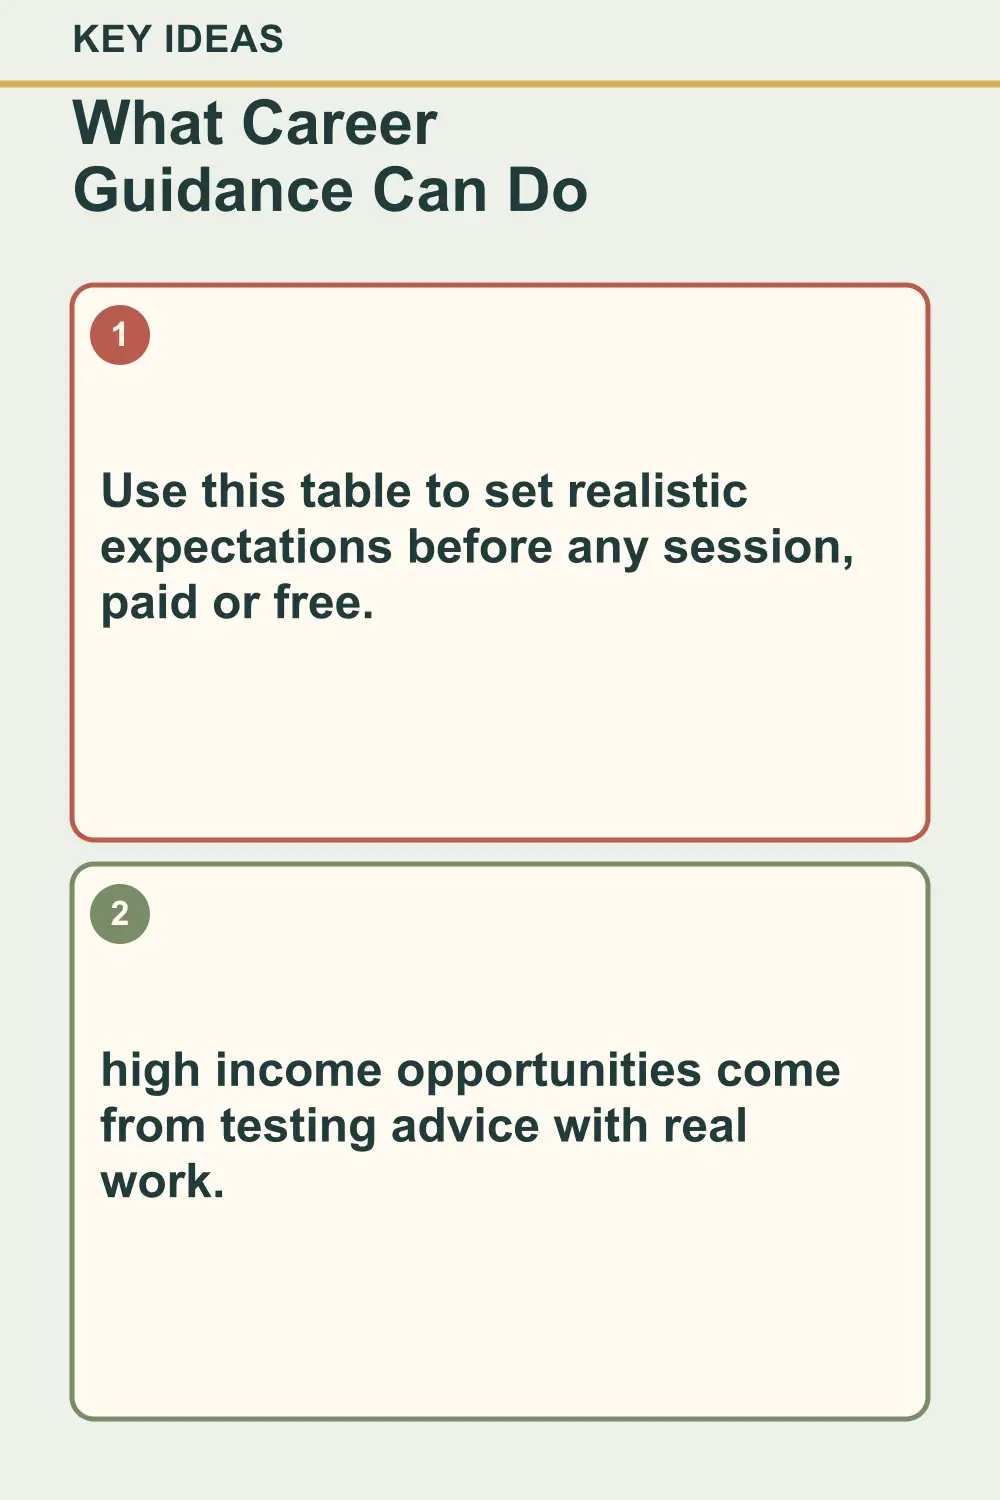 KEY IDEAS
What Career
Guidance Can Do
1
Use this table to set realistic
expectations before any session,
paid or free.
2
high income opportunities come
from testing advice with real
work.